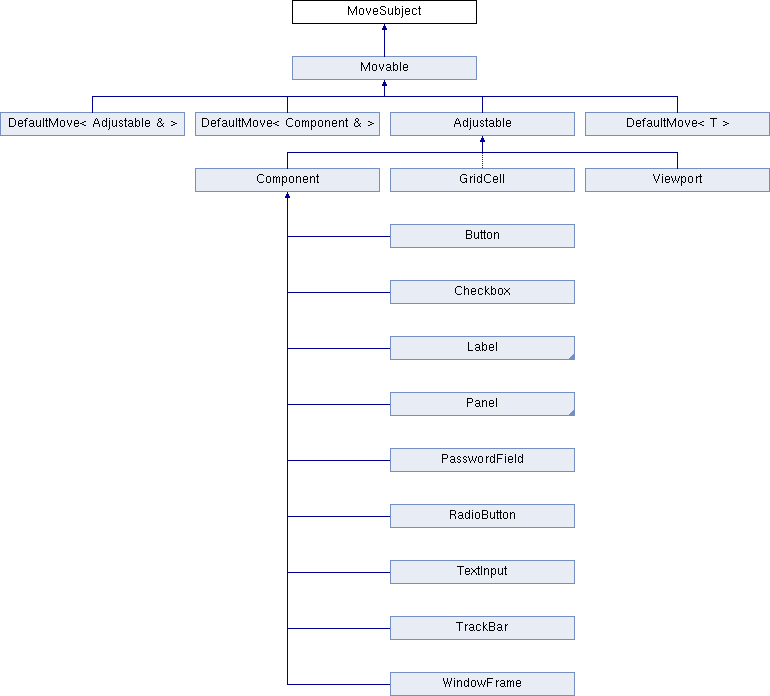 MoveSubject
Movable
DefaultMove< Adjustable & >
DefaultMove< Component & >
Adjustable
DefaultMove< T >
Component
GridCell
Viewport
Button
Checkbox
Label
Panel
PasswordField
RadioButton
TextInput
TrackBar
WindowFrame